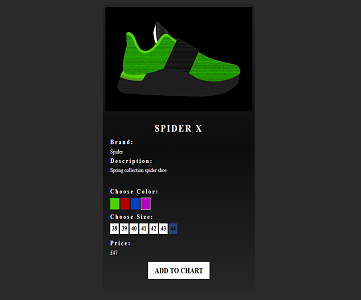 SPIDER X
Brand:
Spider
Description:
Spring collection spider shoe
Choose Color:
Choose Size:
38 39 40 41 42 43 44
Price:
£47
ADD TO CHART